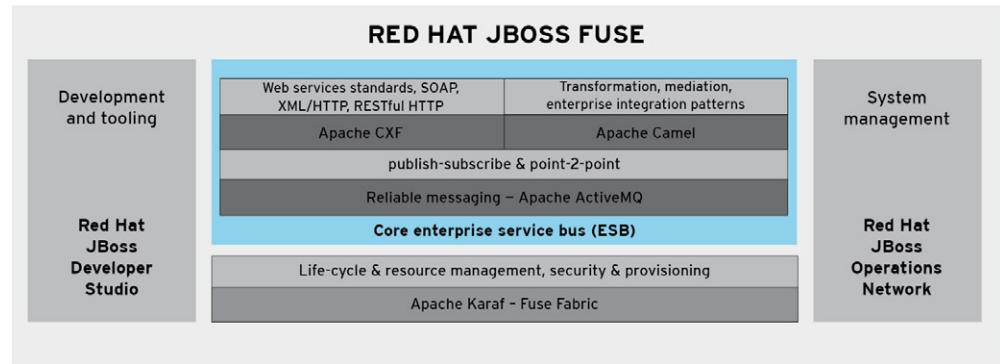 RED HAT JBOSS FUSE
Development
and tooling
Red Hat
JBoss
Developer
Studio
Web services standards, SOAP,
XML/HTTP, RESTful HTTP
Apache CXF
Transformation, mediation,
enterprise integration patterns
Apache Camel
publish-subscribe & point-2-point
Reliable messaging – Apache ActiveMQ
Core enterprise service bus (ESB)
Life-cycle & resource management, security & provisioning
Apache Karaf – Fuse Fabric
System
management
Red Hat
JBoss
Operations
Network